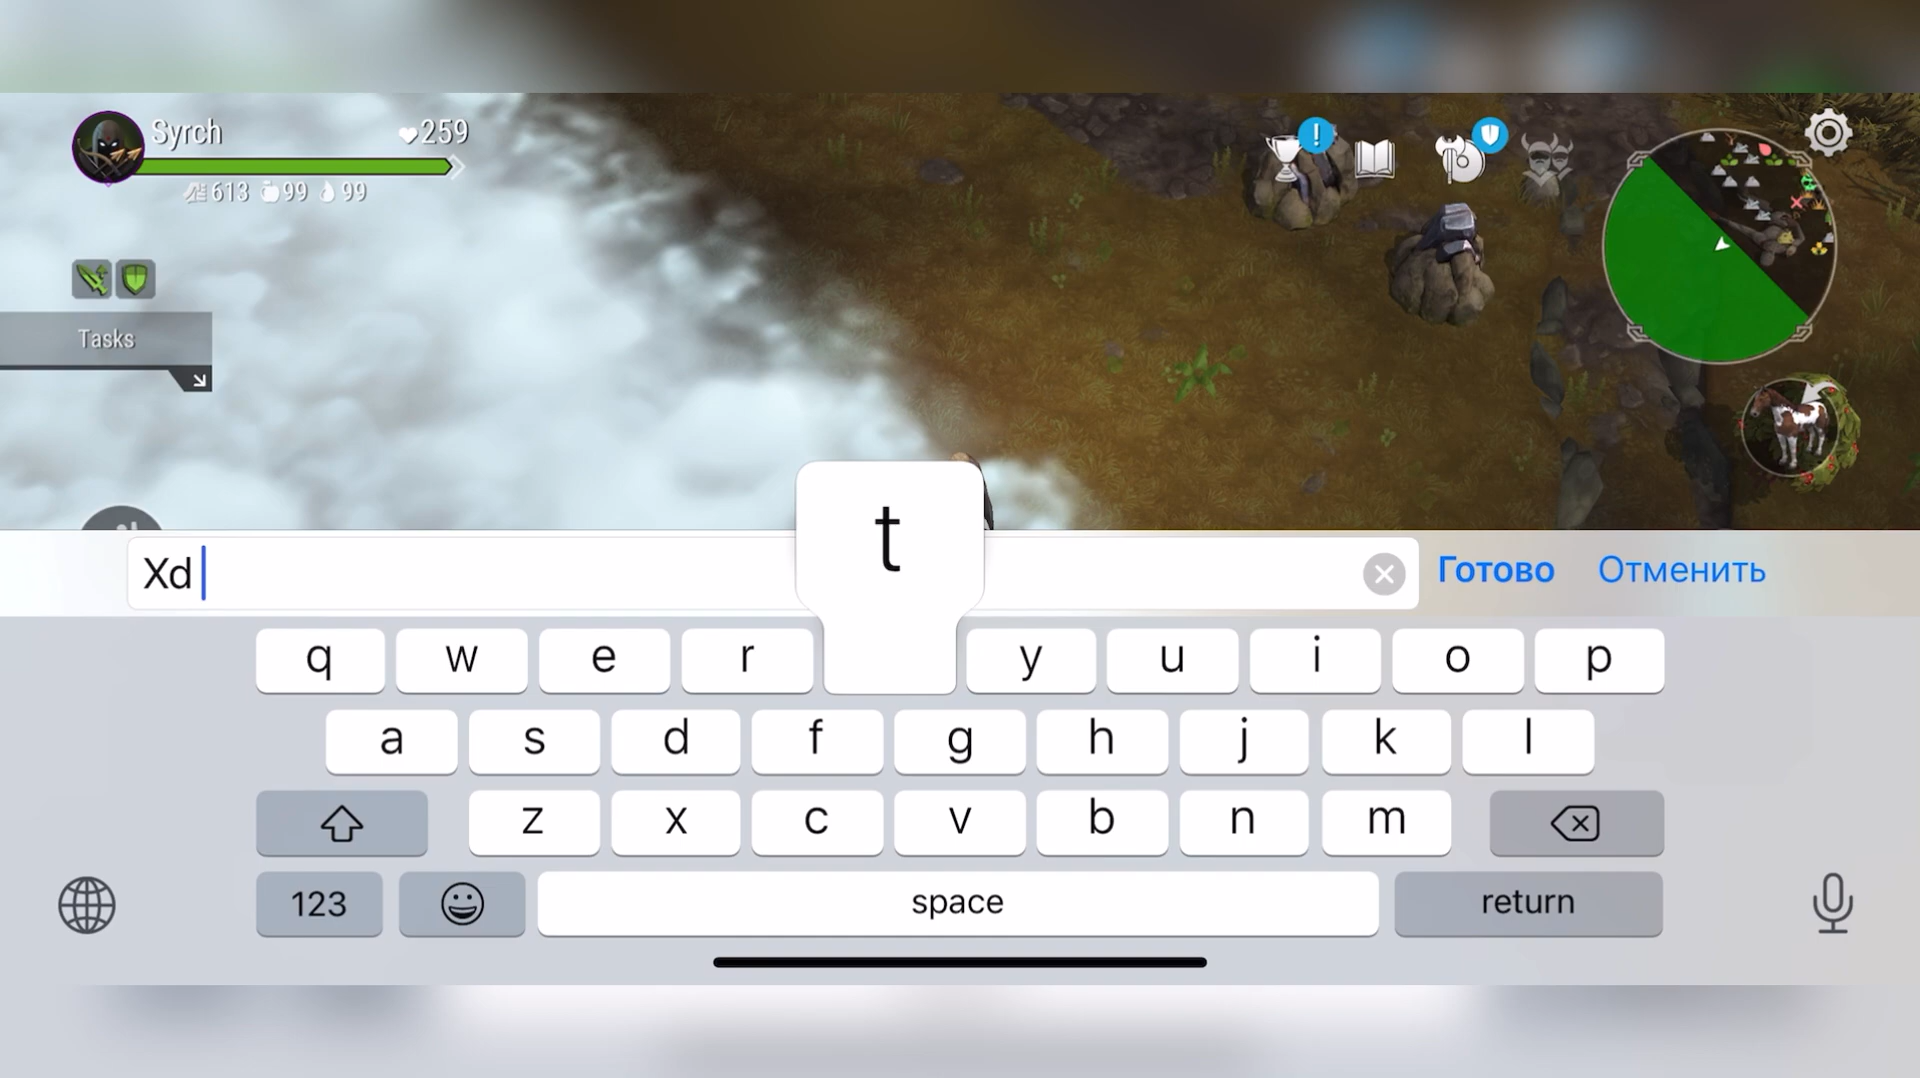 Syrch
259
613 99 99
!
Tasks
Xd
Готово
Отменить
t
q w e r y u i o p
a s d f g h j k l
z x c v b n m
123 space return